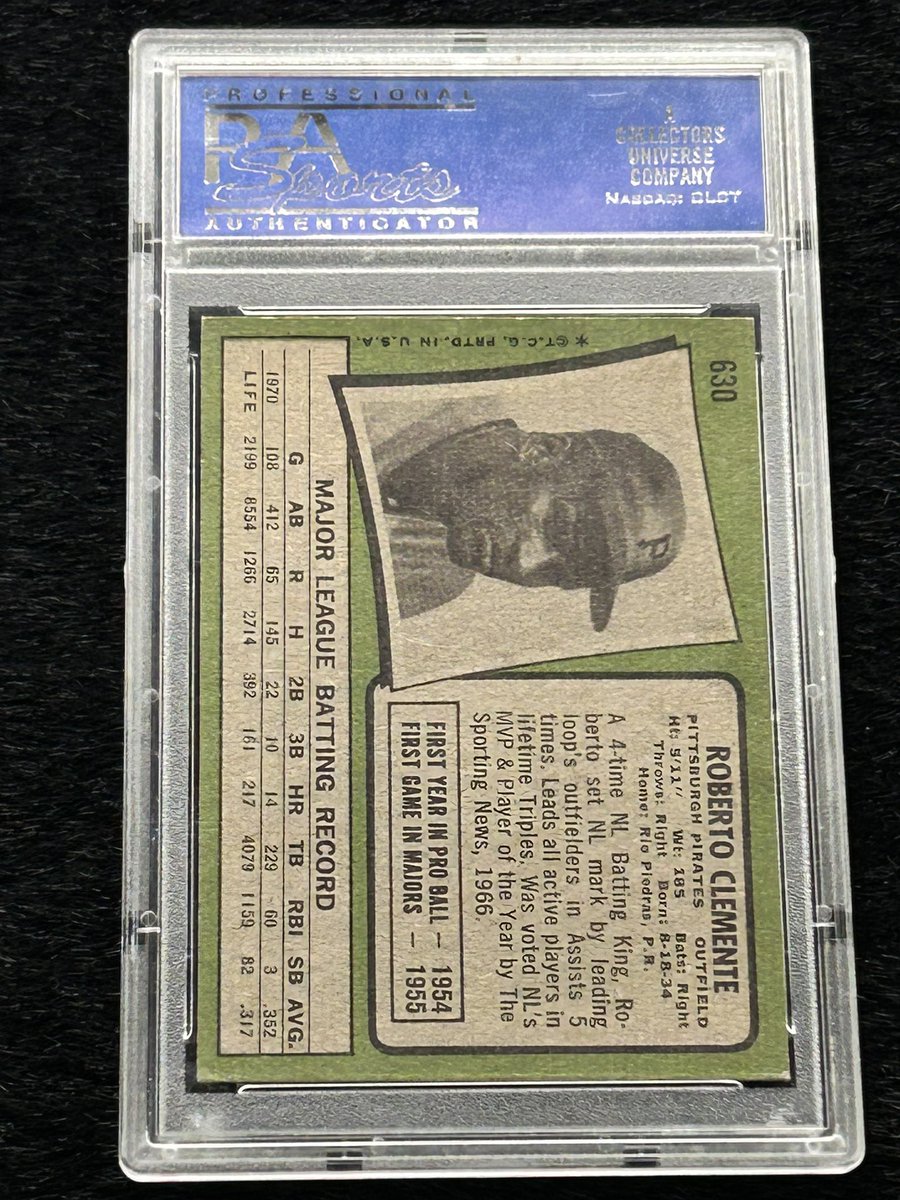 PROFESSIONAL
PSA
Sports
AUTHENTICATOR
A
COLLECTORS
UNIVERSE
COMPANY
NASDAQ: CLCT
630
P
* ©T.C.G. PRTD. IN U.S.A.
ROBERTO CLEMENTE
PITTSBURGH PIRATES OUTFIELD
Ht: 5/11" Wt: 185 Bats: Right
Throws: Right Born: 8-18-34
Home: Rio Piedras, P.R.
A 4-time NL Batting King, Ro-
berto set NL mark by leading
loop's outfielders in Assists 5
times. Leads all active players in
lifetime Triples. Was voted NL's
MVP & Player of the Year by The
Sporting News, 1966.
FIRST YEAR IN PRO BALL — 1954
FIRST GAME IN MAJORS — 1955
MAJOR LEAGUE BATTING RECORD
G AB R H 2B 3B HR TB RBI SB AVG.
1970 108 412 65 145 22 10 14 229 60 3 .352
LIFE 2199 8554 1266 2714 392 161 217 4079 1159 82 .317